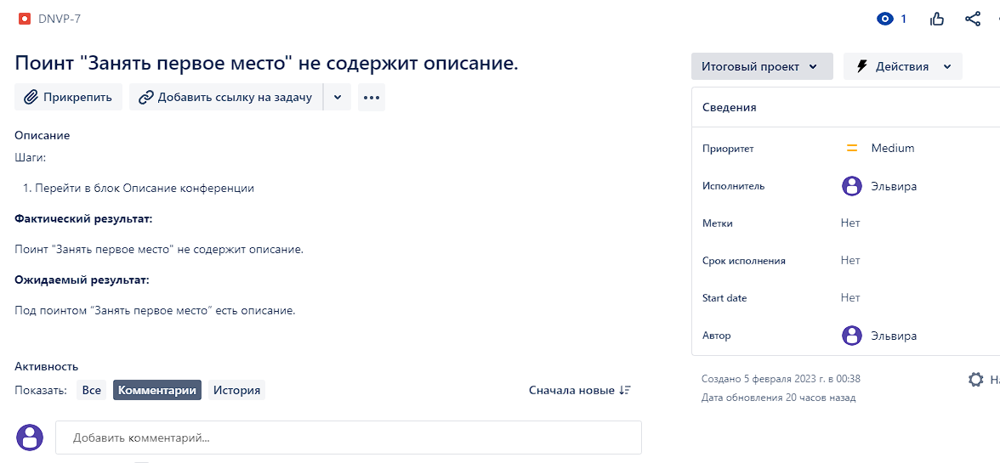 DNVP-7
1
Поинт "Занять первое место" не содержит описание.
Прикрепить
Добавить ссылку на задачу
Описание
Шаги:
1. Перейти в блок Описание конференции
Фактический результат:
Поинт "Занять первое место" не содержит описание.
Ожидаемый результат:
Под поинтом “Занять первое место” есть описание.
Активность
Показать: Все Комментарии История Сначала новые
Добавить комментарий...
Итоговый проект
Действия
Сведения
Приоритет Medium
Исполнитель Эльвира
Метки Нет
Срок исполнения Нет
Start date Нет
Автор Эльвира
Создано 5 февраля 2023 г. в 00:38
Дата обновления 20 часов назад